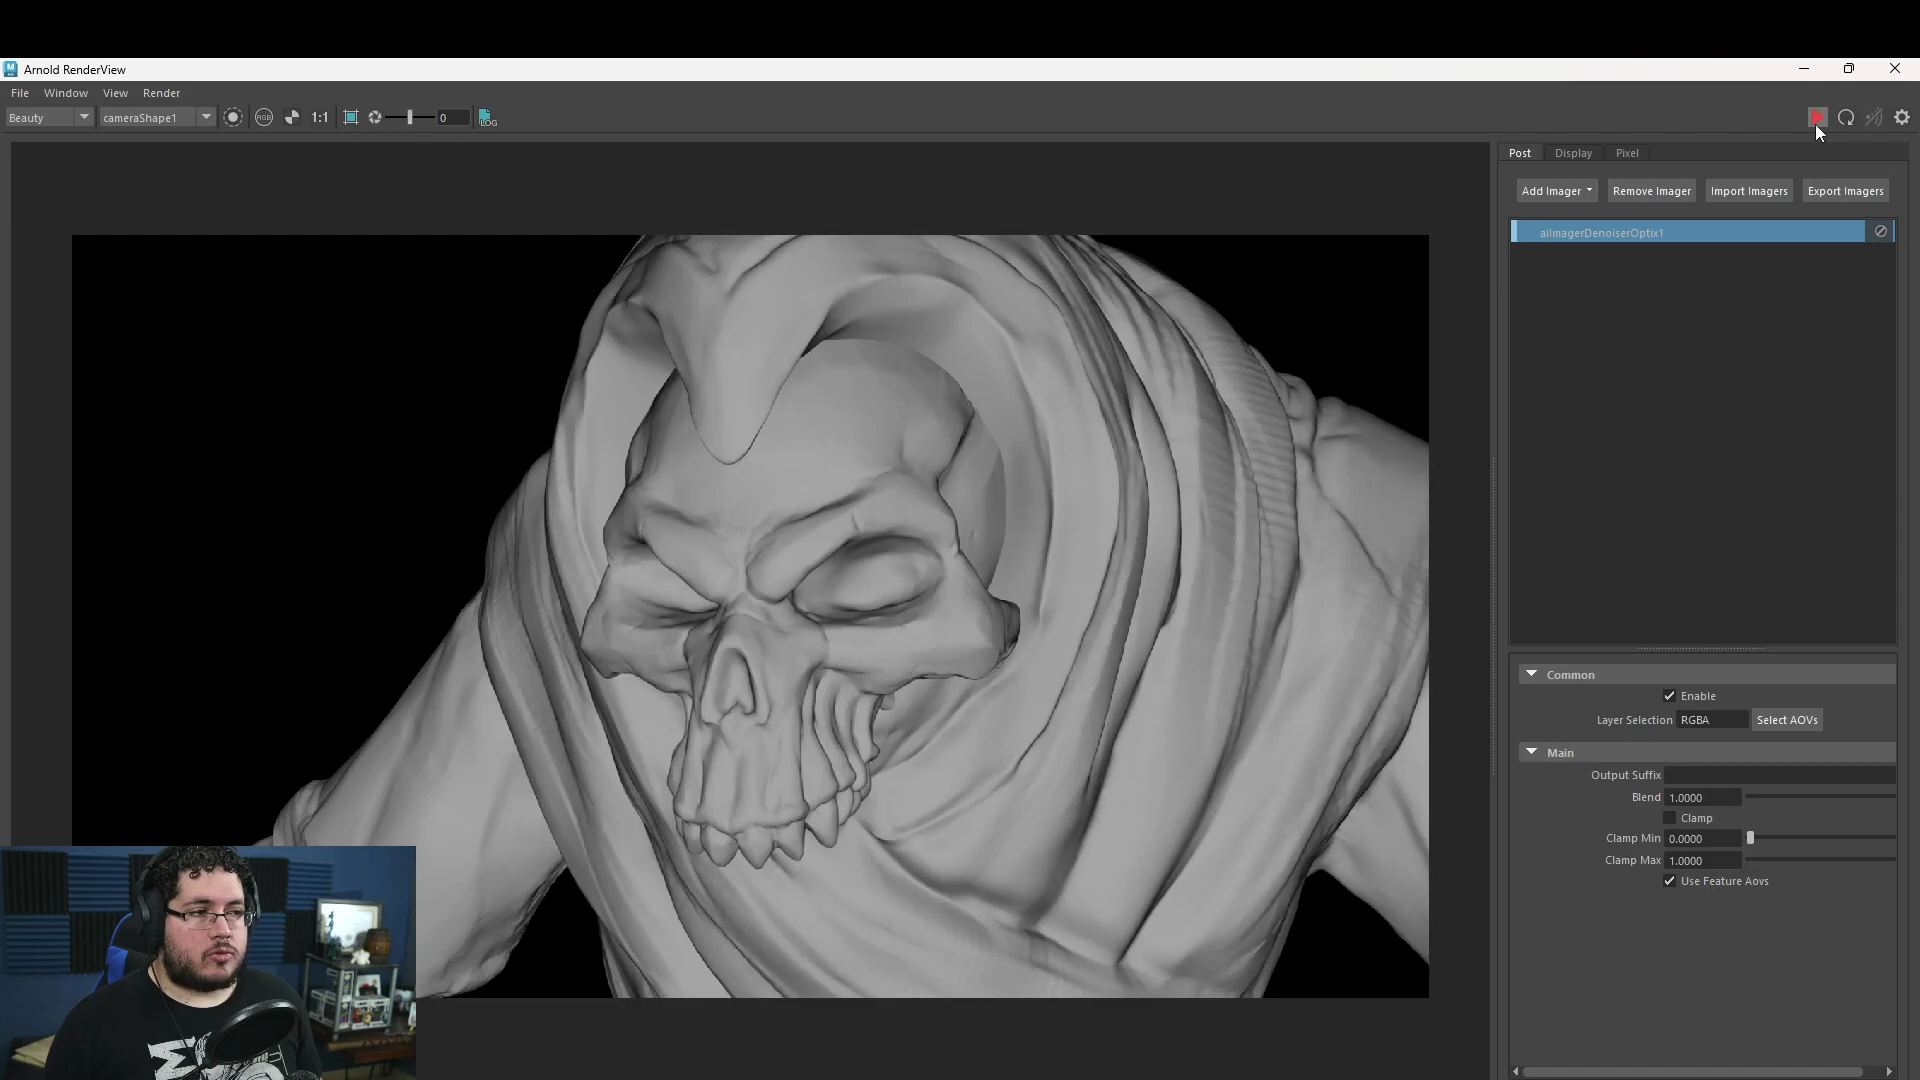 Arnold RenderView
File Window View Render
Beauty cameraShape1 RGB 1:1 0 LOG
Post Display Pixel
Add Imager Remove Imager Import Imagers Export Imagers
aiImagerDenoiserOptix1
Common
Enable
Layer Selection RGBA Select AOVs
Main
Output Suffix
Blend 1.0000
Clamp
Clamp Min 0.0000
Clamp Max 1.0000
Use Feature Aovs